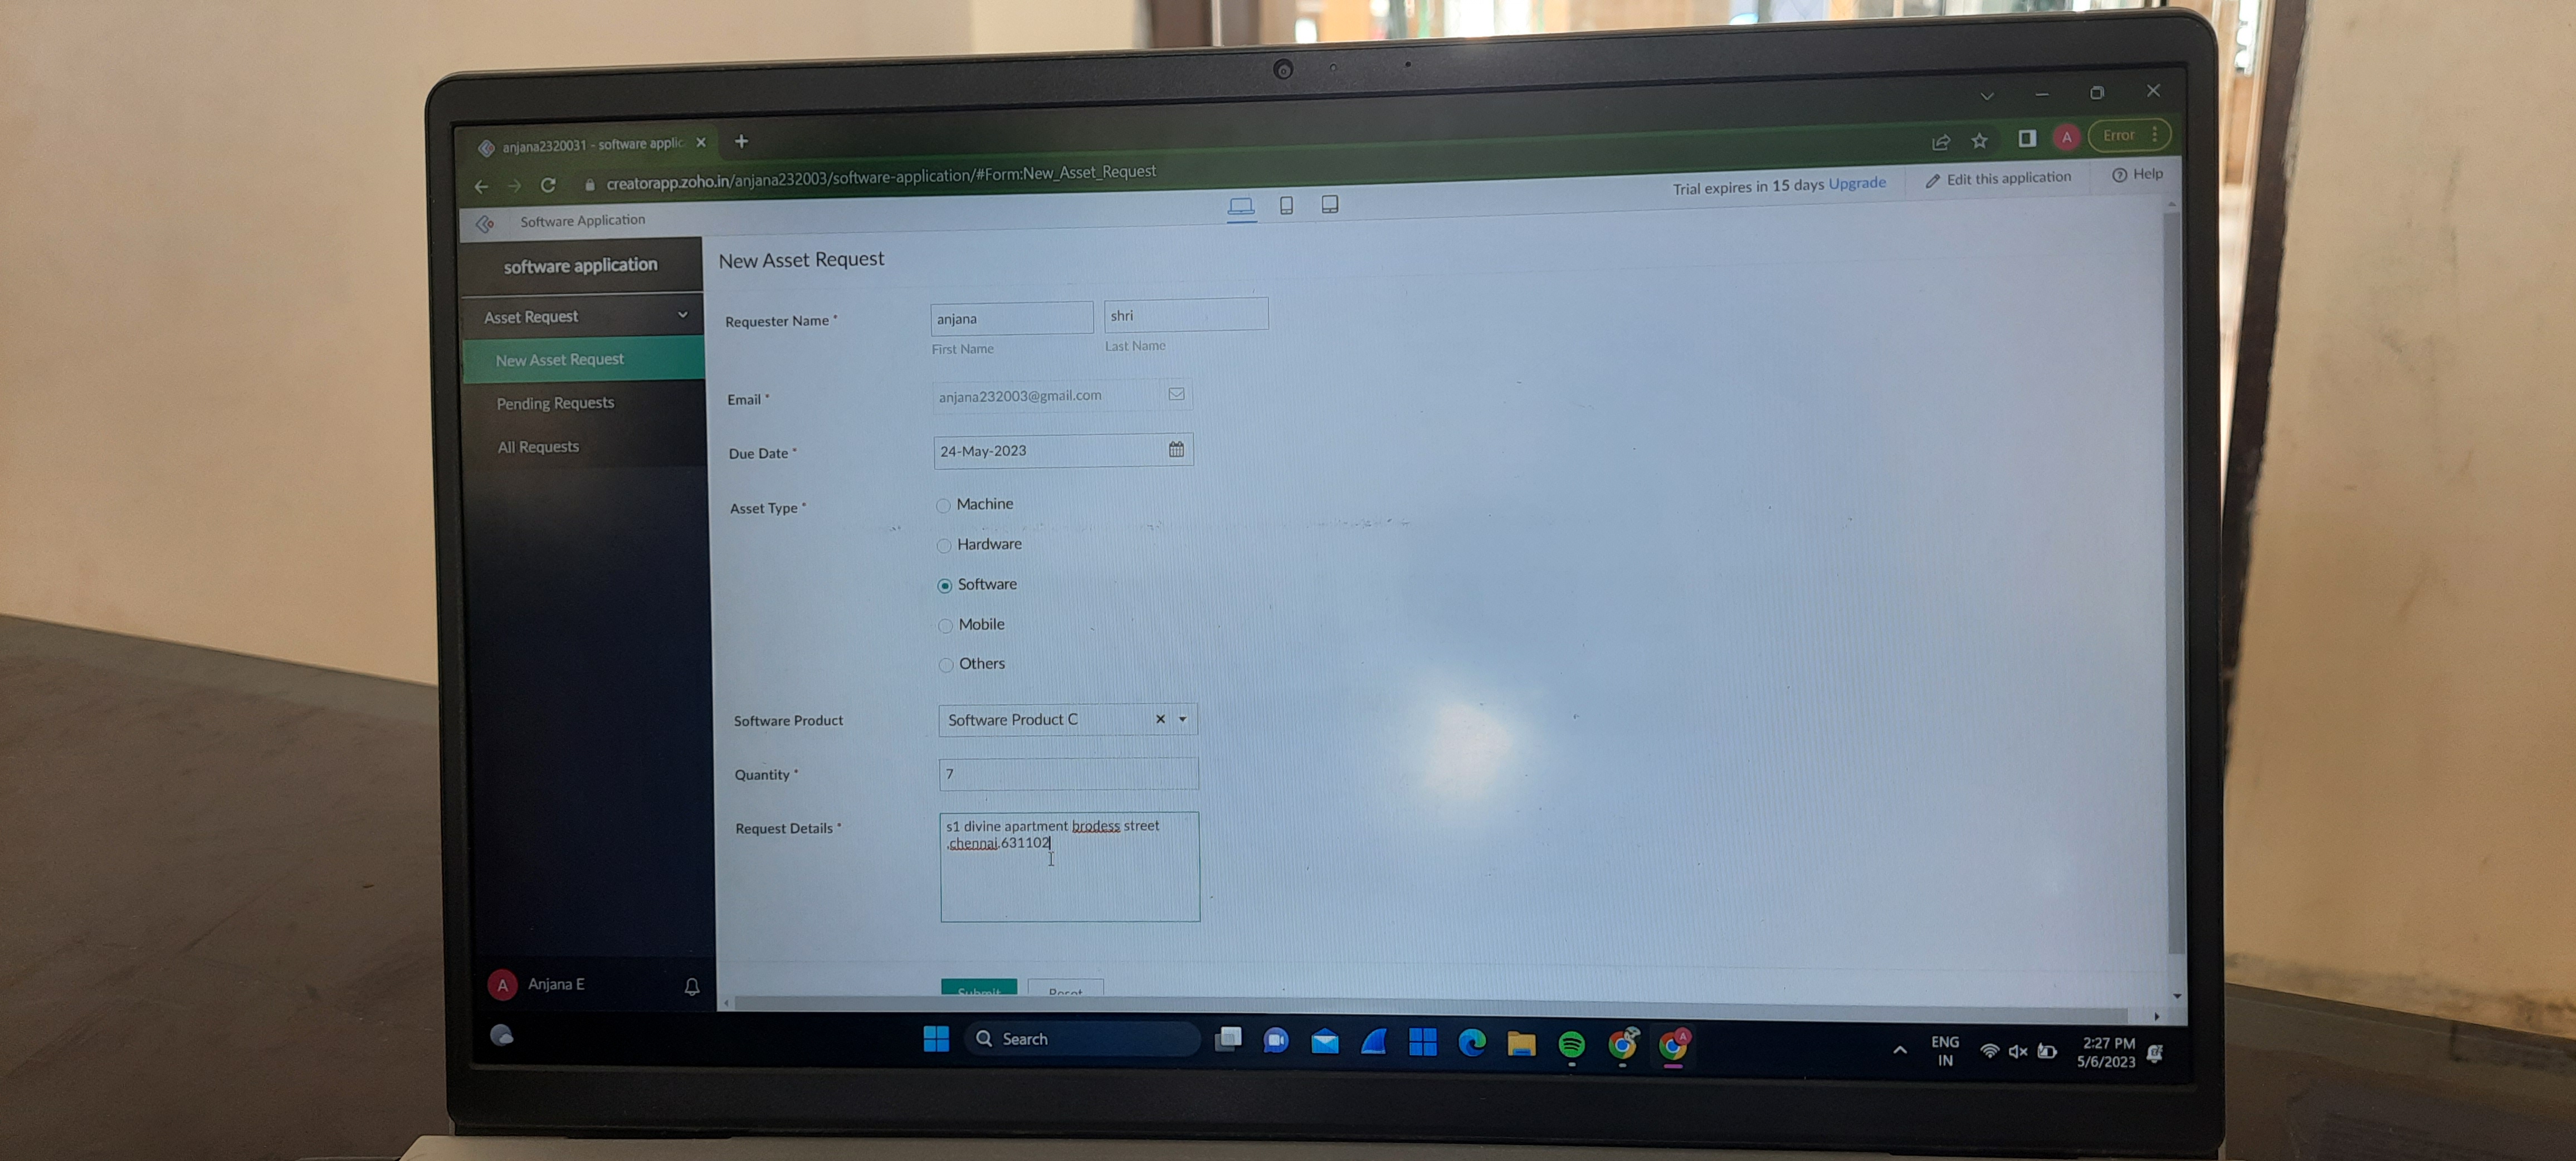 anjana2320031 - software applic
Error
creatorapp.zoho.in/anjana232003/software-application/#Form:New_Asset_Request
Trial expires in 15 days Upgrade
Edit this application
Help
Software Application
software application
Asset Request
New Asset Request
Pending Requests
All Requests
A Anjana E
New Asset Request
Requester Name *
anjana
shri
First Name
Last Name
Email *
anjana232003@gmail.com
Due Date *
24-May-2023
Asset Type *
Machine
Hardware
Software
Mobile
Others
Software Product
Software Product C
Quantity *
7
Request Details *
s1 divine apartment brodess street
.chennai.631102
Submit
Reset
Search
ENG
IN
2:27 PM
5/6/2023